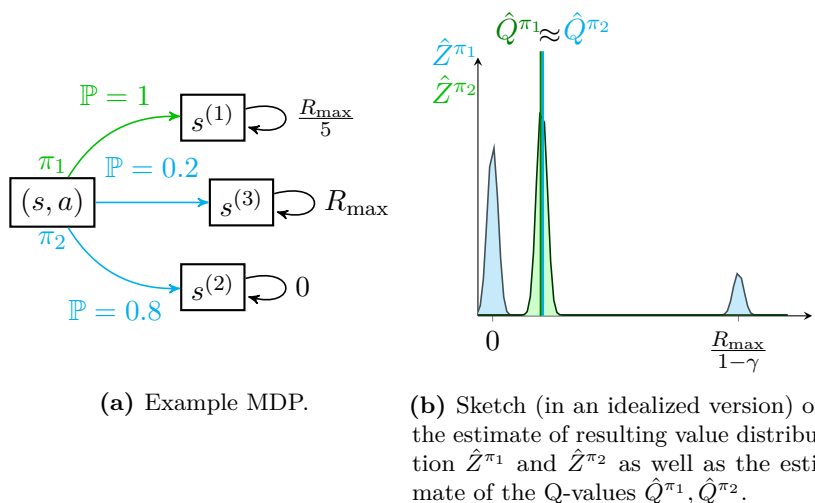 ℙ = 1
s^(1)
R_max/5
π₁
ℙ = 0.2
(s, a)
s^(3)
R_max
π₂
s^(2)
0
ℙ = 0.8
(a) Example MDP.
Q̂^π₁ ≈ Q̂^π₂
Ẑ^π₁
Ẑ^π₂
0
R_max/(1−γ)
(b) Sketch (in an idealized version) o
the estimate of resulting value distribu
tion Ẑ^π₁ and Ẑ^π₂ as well as the esti
mate of the Q-values Q̂^π₁, Q̂^π₂.